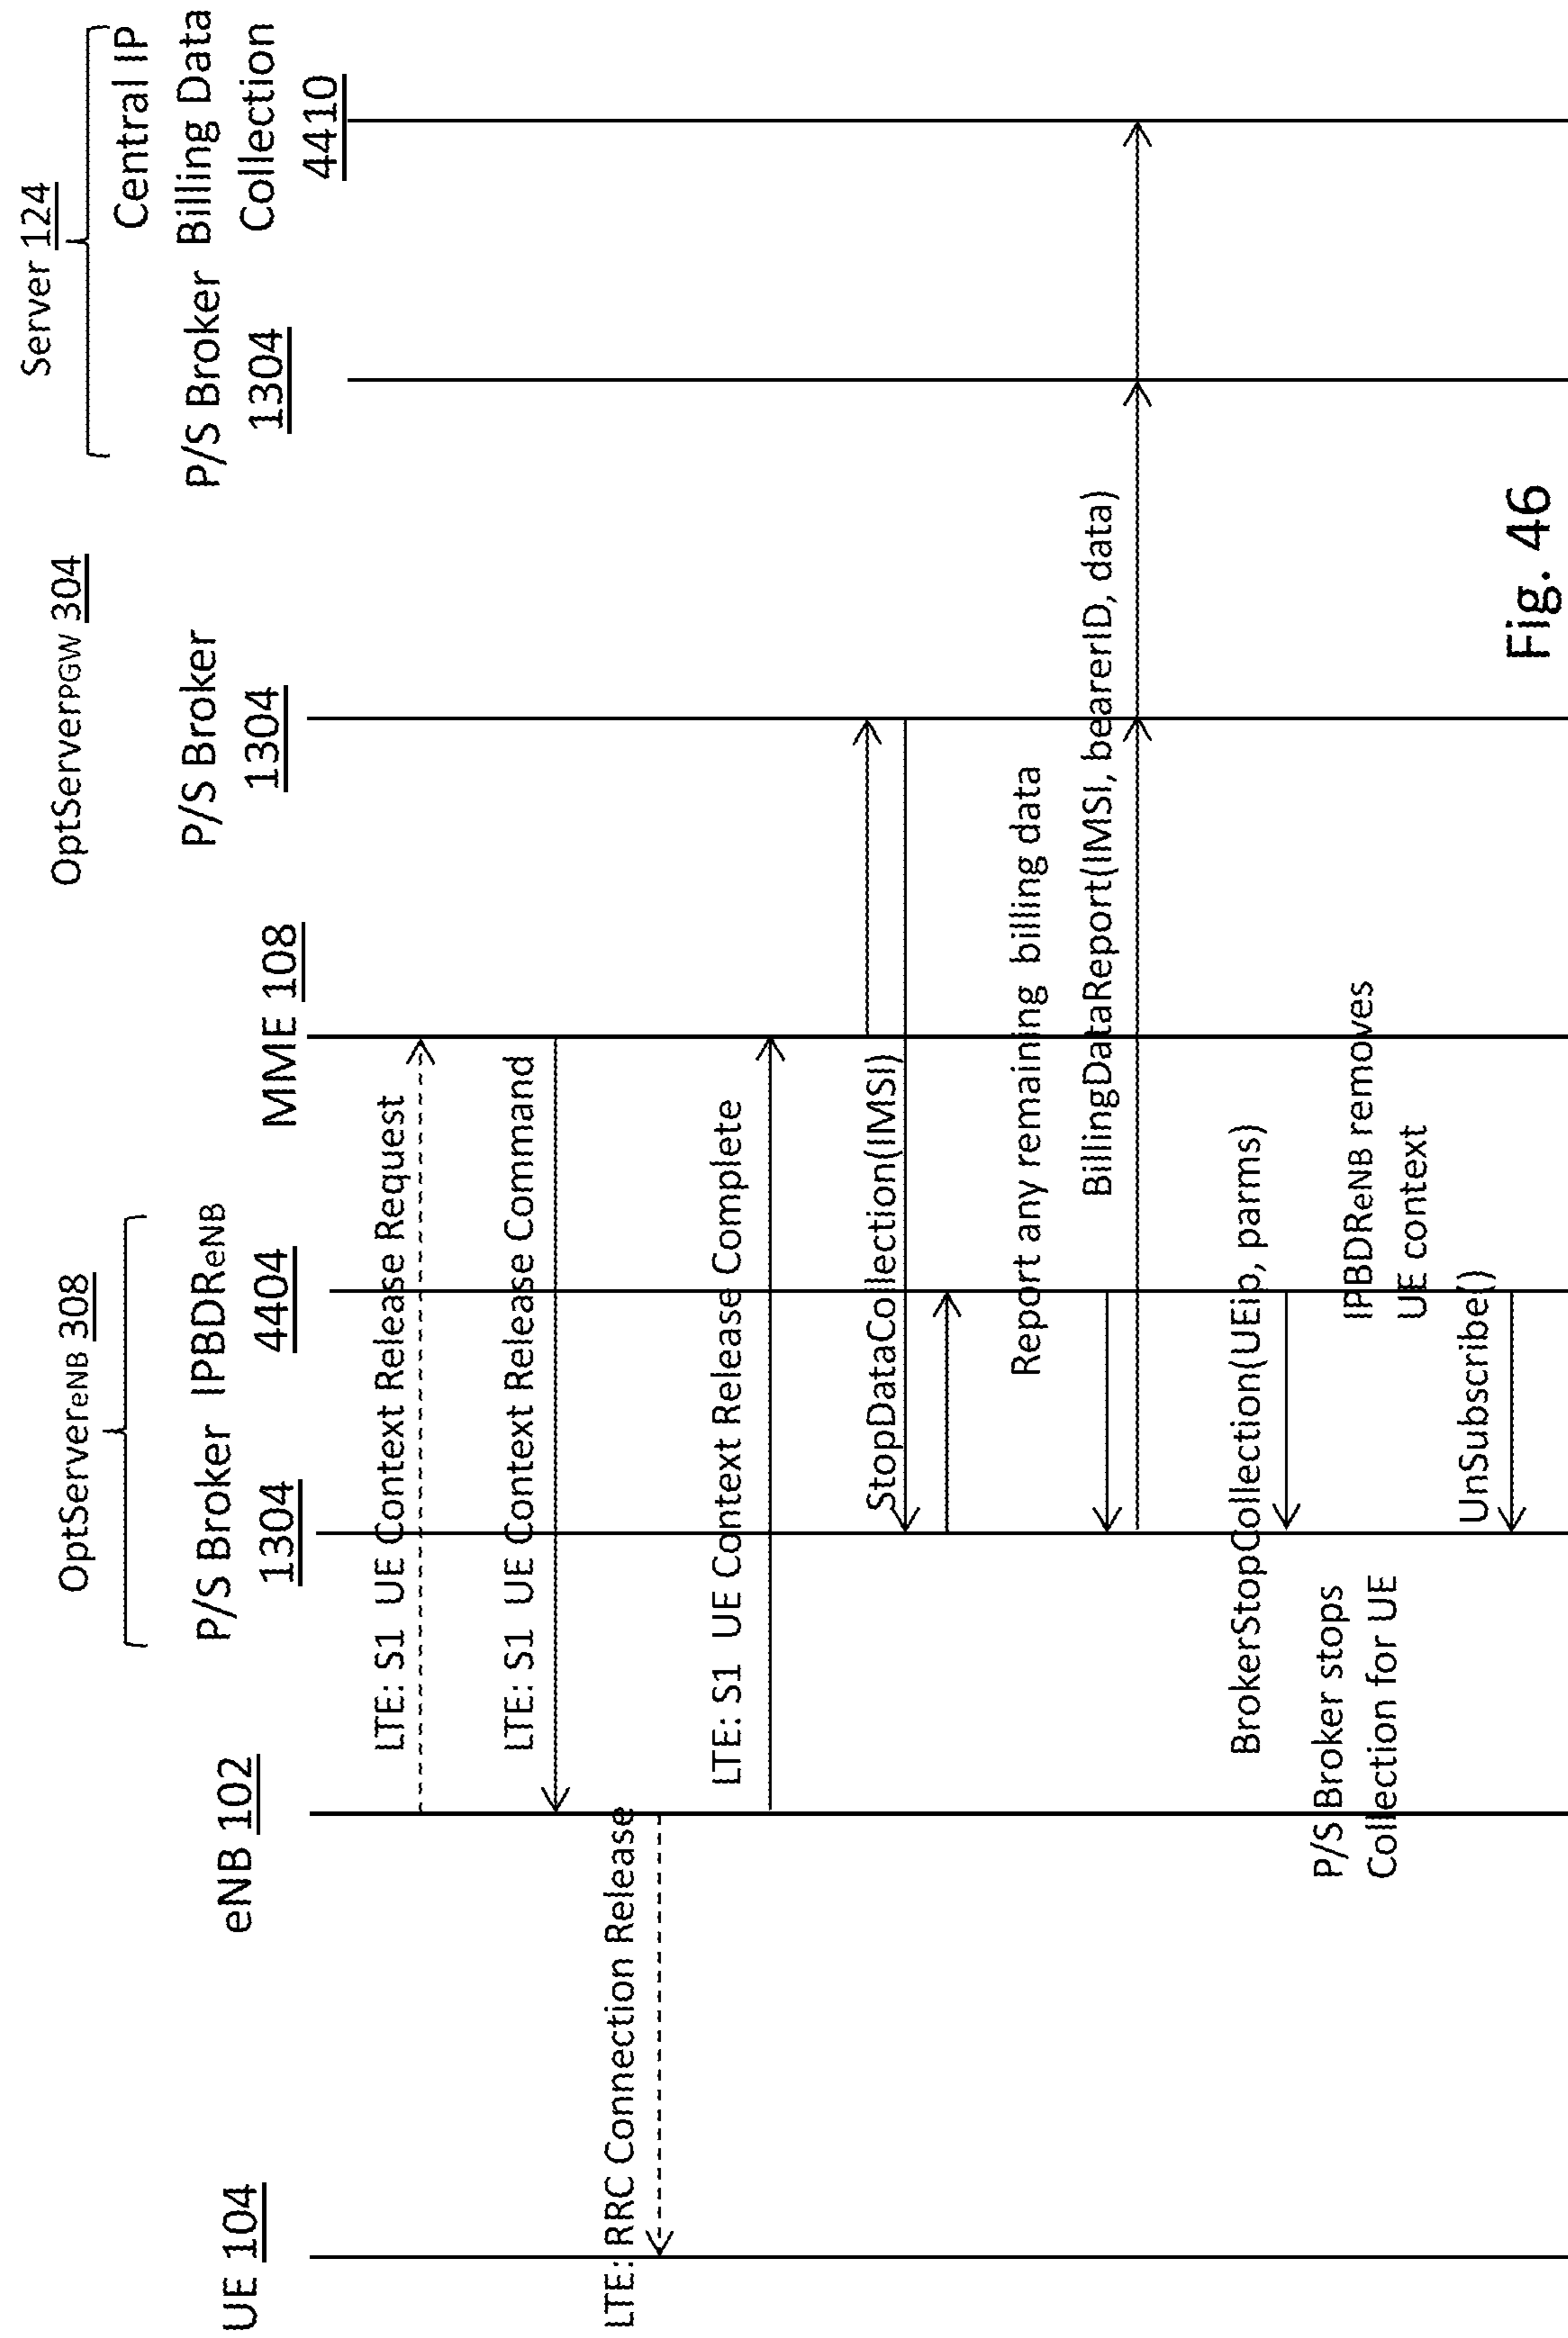 UE 104
eNB 102
OptServereNB 308
P/S Broker
1304
IPBDReNB
4404
MME 108
OptServerPGW 304
P/S Broker
1304
Server 124
P/S Broker
1304
Central IP
Billing Data
Collection
4410
LTE: S1 UE Context Release Request
LTE: S1 UE Context Release Command
LTE: RRC Connection Release
LTE: S1 UE Context Release Complete
StopDataCollection(IMSI)
Report any remaining billing data
BillingDataReport(IMSI, bearerID, data)
BrokerStopCollection(UEip, parms)
P/S Broker stops
Collection for UE
IPBDReNB removes
UE context
UnSubscribe()
Fig. 46